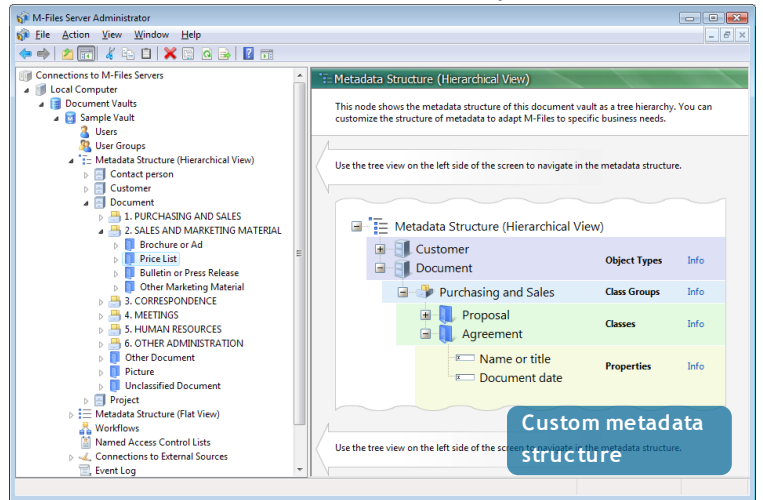 M-Files Server Administrator
File Action View Window Help
Connections to M-Files Servers
Local Computer
Document Vaults
Sample Vault
Users
User Groups
Metadata Structure (Hierarchical View)
Contact person
Customer
Document
1. PURCHASING AND SALES
2. SALES AND MARKETING MATERIAL
Brochure or Ad
Price List
Bulletin or Press Release
Other Marketing Material
3. CORRESPONDENCE
4. MEETINGS
5. HUMAN RESOURCES
6. OTHER ADMINISTRATION
Other Document
Picture
Unclassified Document
Project
Metadata Structure (Flat View)
Workflows
Named Access Control Lists
Connections to External Sources
Event Log
Metadata Structure (Hierarchical View)
This node shows the metadata structure of this document vault as a tree hierarchy. You can
customize the structure of metadata to adapt M-Files to specific business needs.
Use the tree view on the left side of the screen to navigate in the metadata structure.
Metadata Structure (Hierarchical View)
Customer
Document
Object Types Info
Purchasing and Sales Class Groups Info
Proposal
Agreement
Classes Info
Name or title
Document date
Properties Info
Use the tree view on the left side of the screen to navigate in the metadata structure.
Custom metadata
structure